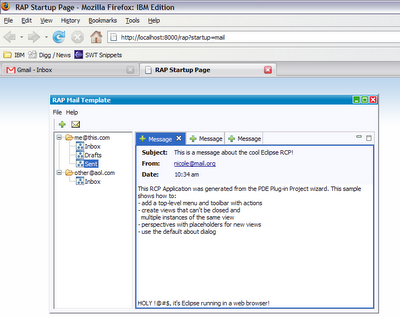 RAP Startup Page - Mozilla Firefox: IBM Edition
File Edit View History Bookmarks Tools Help
http://localhost:8000/rap?startup=mail
IBM Digg / News SWT Snippets
Gmail - Inbox RAP Startup Page
RAP Mail Template
File Help
me@this.com
Inbox
Drafts
Sent
other@aol.com
Inbox
Message Message Message
Subject: This is a message about the cool Eclipse RCP!
From: nicole@mail.org
Date: 10:34 am
This RCP Application was generated from the PDE Plug-in Project wizard. This sample
shows how to:
- add a top-level menu and toolbar with actions
- create views that can't be closed and
multiple instances of the same view
- perspectives with placeholders for new views
- use the default about dialog
HOLY !@#$, it's Eclipse running in a web browser!